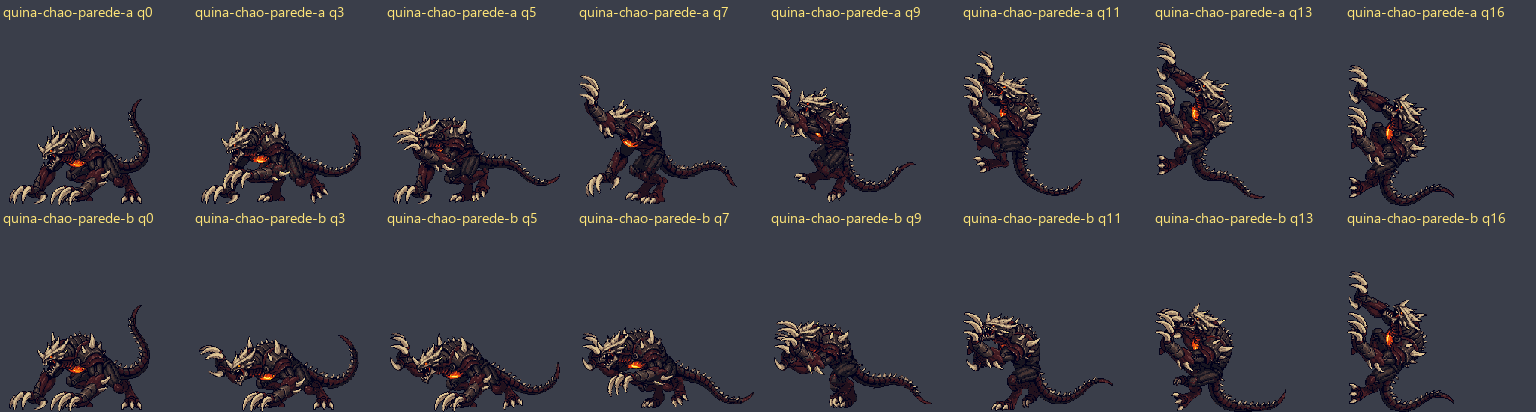 quina-chao-parede-a q0
quina-chao-parede-a q3
quina-chao-parede-a q5
quina-chao-parede-a q7
quina-chao-parede-a q9
quina-chao-parede-a q11
quina-chao-parede-a q13
quina-chao-parede-a q16
quina-chao-parede-b q0
quina-chao-parede-b q3
quina-chao-parede-b q5
quina-chao-parede-b q7
quina-chao-parede-b q9
quina-chao-parede-b q11
quina-chao-parede-b q13
quina-chao-parede-b q16